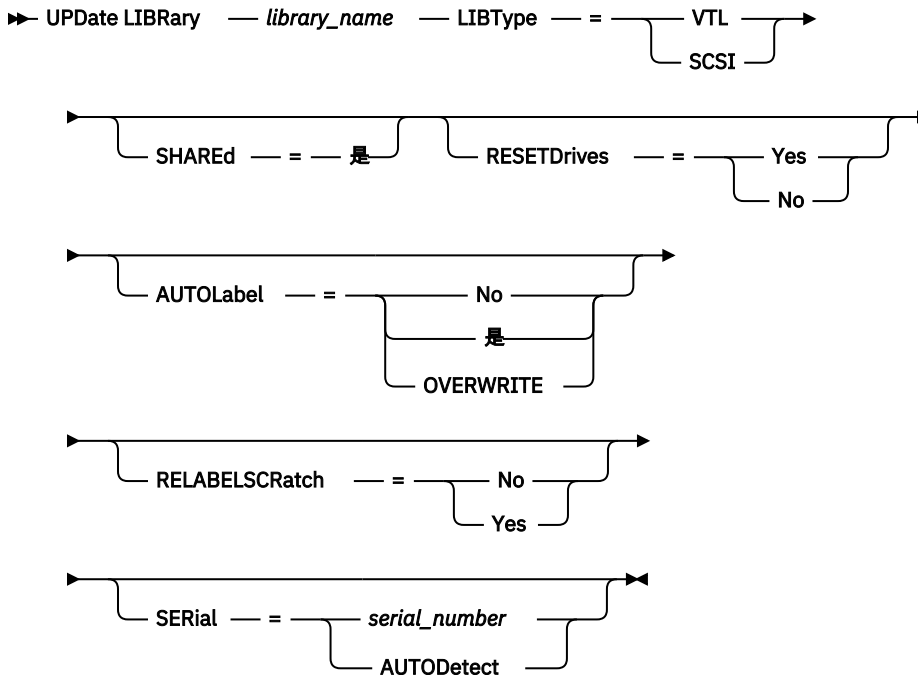 UPDate LIBRary library_name LIBType = VTL
SCSI
SHAREd = 是 RESETDrives = Yes
No
AUTOLabel = No
是
OVERWRITE
RELABELSCRatch = No
Yes
SERial = serial_number
AUTODetect